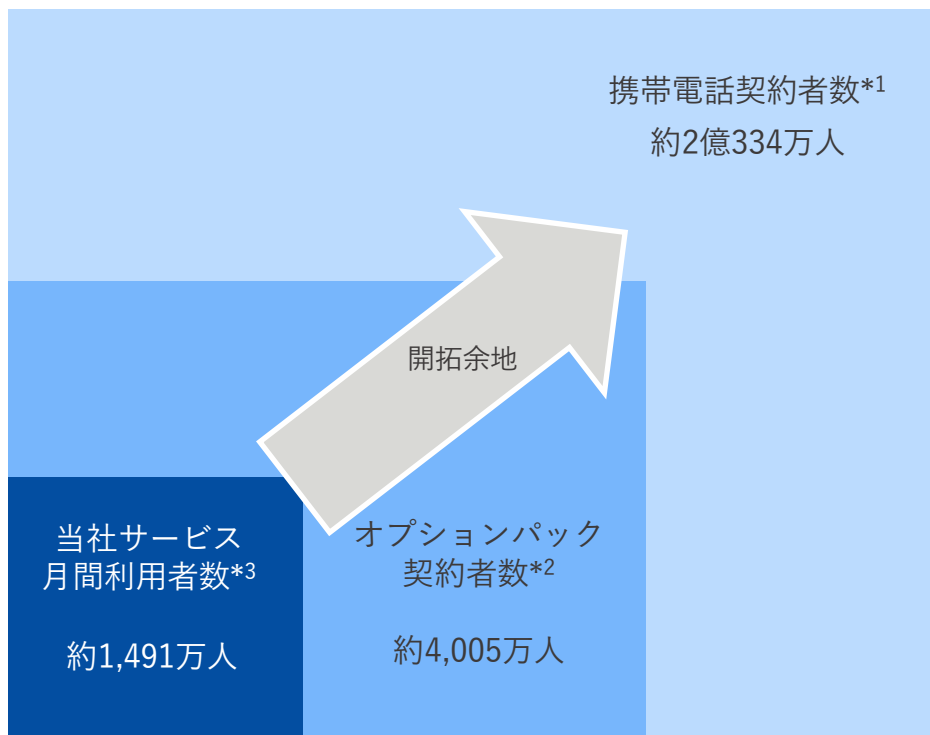 携帯電話契約者数*1
約2億334万人
開拓余地
当社サービス
月間利用者数*3
約1,491万人
オプションパック
契約者数*2
約4,005万人